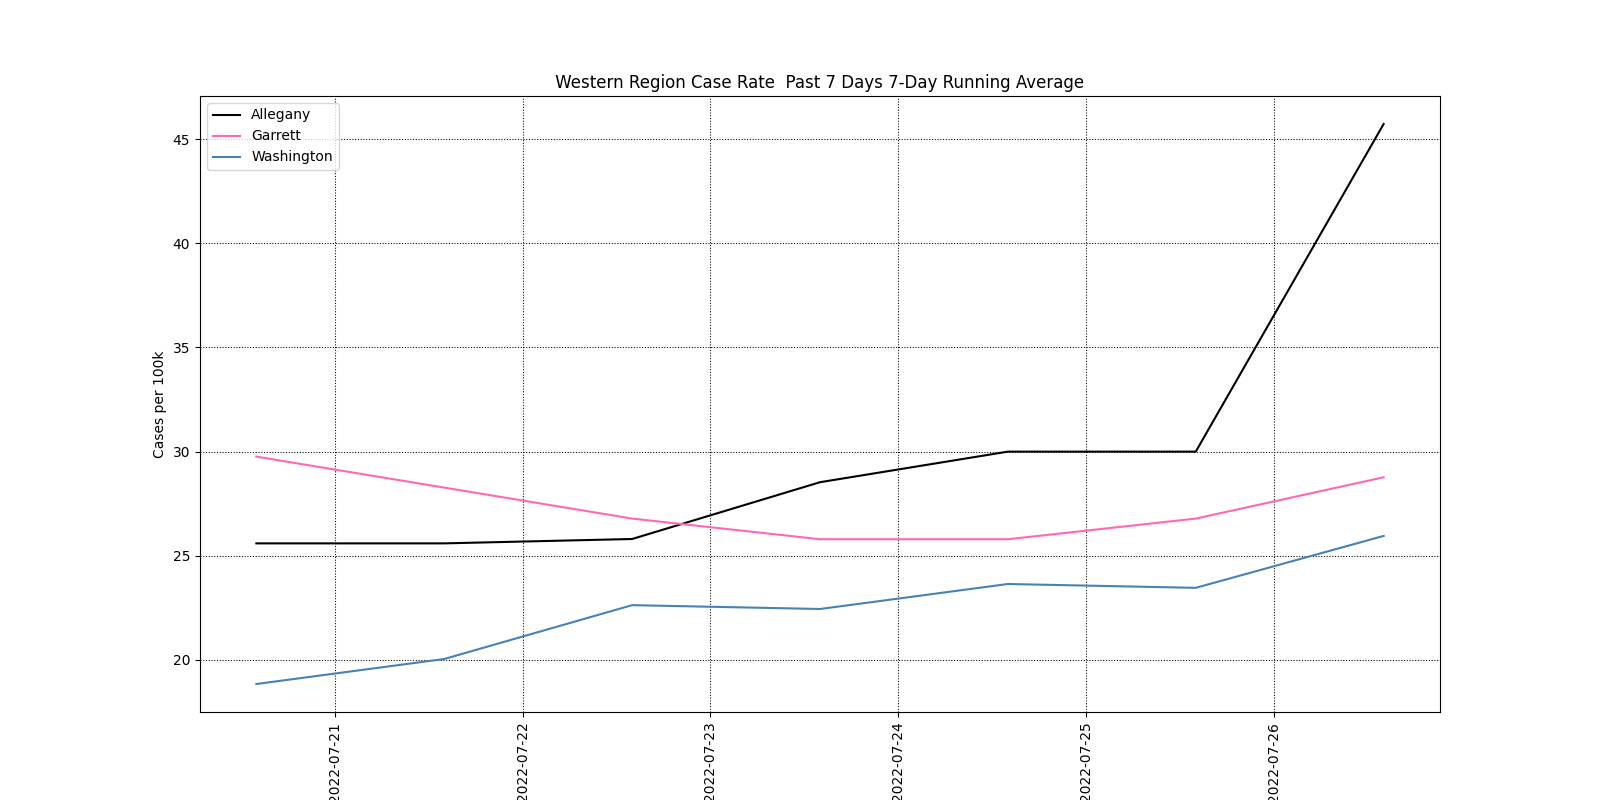 Western Region Case Rate  Past 7 Days 7-Day Running Average
Allegany
Garrett
Washington
Cases per 100k
45
40
35
30
25
20
2022-07-21
2022-07-22
2022-07-23
2022-07-24
2022-07-25
2022-07-26